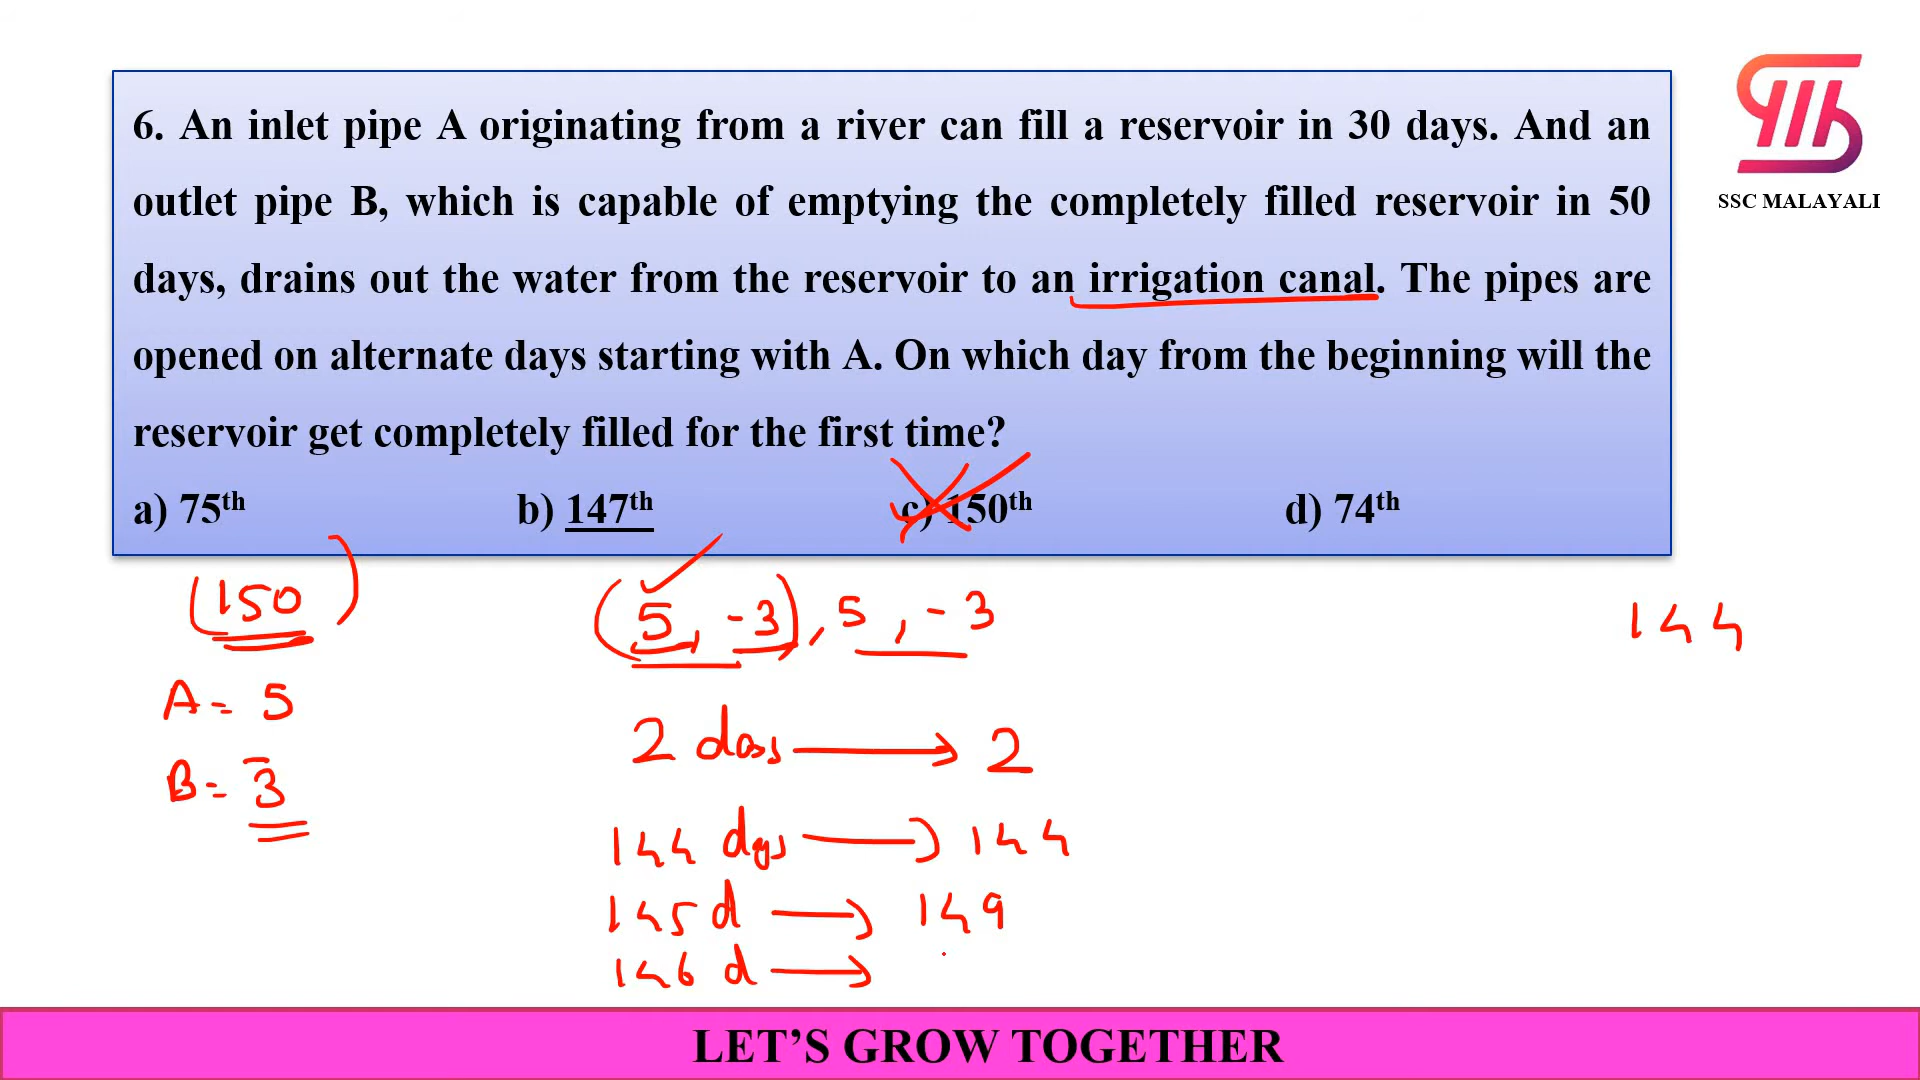 6. An inlet pipe A originating from a river can fill a reservoir in 30 days. And an
outlet pipe B, which is capable of emptying the completely filled reservoir in 50
days, drains out the water from the reservoir to an irrigation canal. The pipes are
opened on alternate days starting with A. On which day from the beginning will the
reservoir get completely filled for the first time?
a) 75th b) 147th c) 150th d) 74th
SSC MALAYALI
(150)
A = 5
B = 3
(5, -3), 5, -3
2 days → 2
144 days → 144
145 d → 149
146 d →
144
LET'S GROW TOGETHER